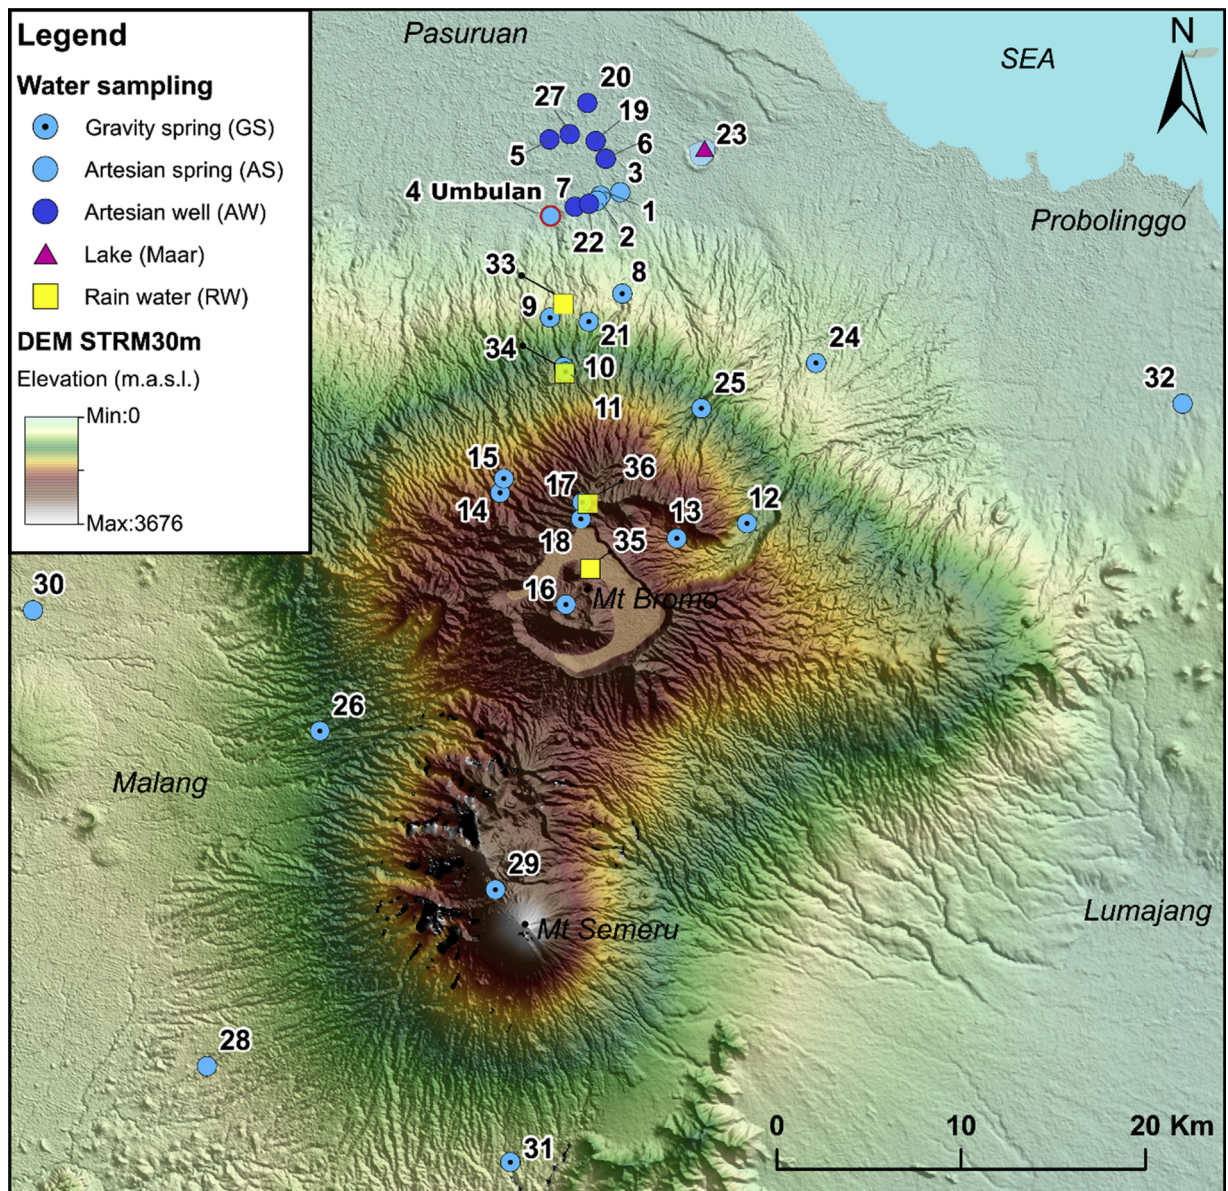 Legend
Water sampling
Gravity spring (GS)
Artesian spring (AS)
Artesian well (AW)
Lake (Maar)
Rain water (RW)
DEM STRM30m
Elevation (m.a.s.l.)
Min:0
Max:3676
Pasuruan
SEA
N
20
27
19
5
6
23
3
4 Umbulan
7
1
2
22
Probolinggo
33
8
9
21
34
10
24
32
25
11
15
36
17
14
12
13
18
35
16
Mt Bromo
30
26
Malang
29
Mt Semeru
Lumajang
28
31
0
10
20 Km